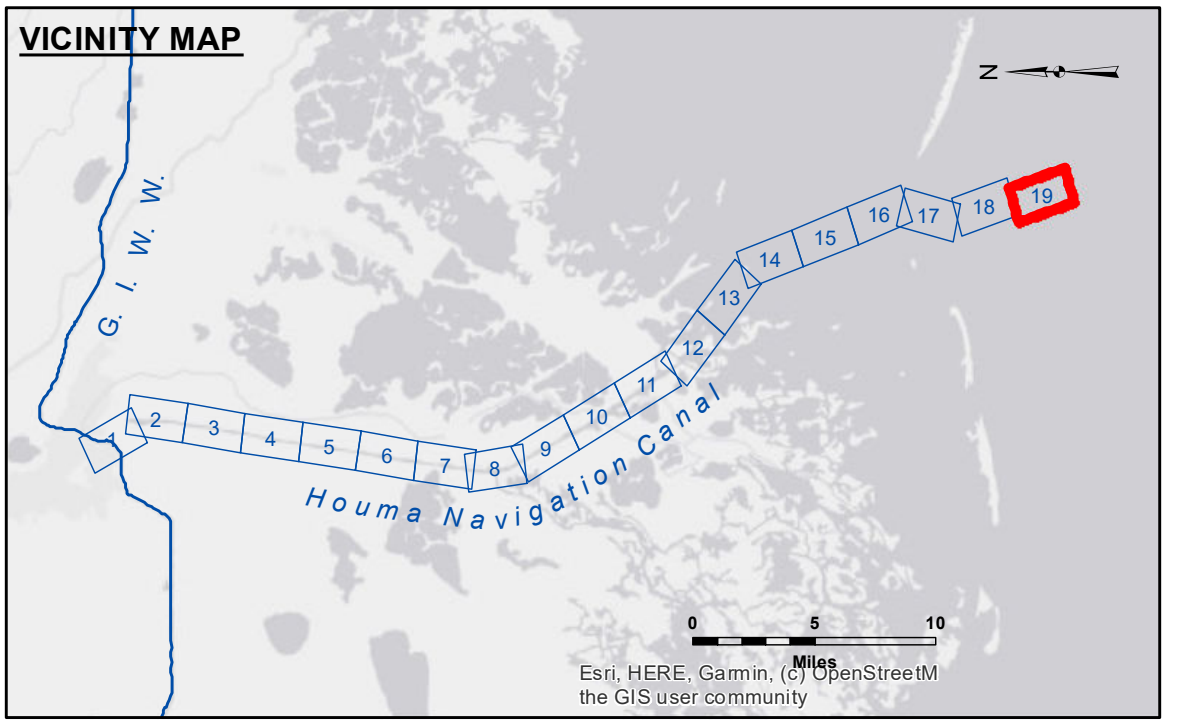 VICINITY MAP
N
G. I. W. W.
1
2
3
4
5
6
7
8
9
10
11
12
13
14
15
16
17
18
19
Houma Navigation Canal
0 5 10
Miles
Esri, HERE, Garmin, (c) OpenStreetM
the GIS user community